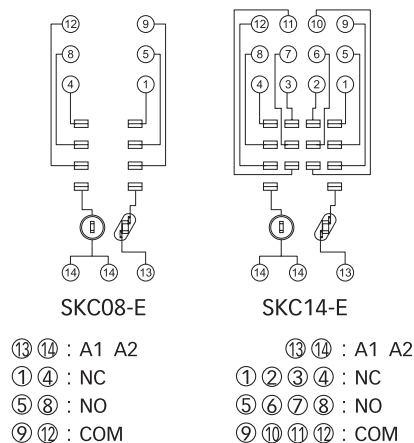 ⑫ ⑨ ⑫ ⑪ ⑩ ⑨
⑧ ⑤ ⑧ ⑦ ⑥ ⑤
④ ① ④ ③ ② ①
⑭ ⑭ ⑬ ⑭ ⑭ ⑬
SKC08-E SKC14-E
⑬ ⑭ : A1 A2
① ④ : NC
⑤ ⑧ : NO
⑨ ⑫ : COM
⑬ ⑭ : A1 A2
① ② ③ ④ : NC
⑤ ⑥ ⑦ ⑧ : NO
⑨ ⑩ ⑪ ⑫ : COM